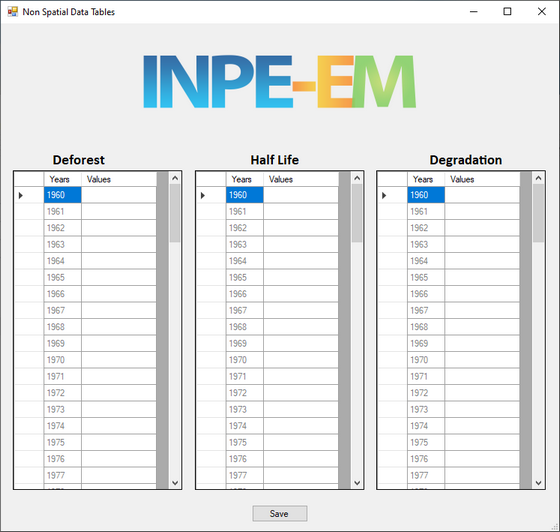 Non Spatial Data Tables
INPE-EM
Deforest Half Life Degradation
Years Values Years Values Years Values
1960 1960 1960
1961 1961 1961
1962 1962 1962
1963 1963 1963
1964 1964 1964
1965 1965 1965
1966 1966 1966
1967 1967 1967
1968 1968 1968
1969 1969 1969
1970 1970 1970
1971 1971 1971
1972 1972 1972
1973 1973 1973
1974 1974 1974
1975 1975 1975
1976 1976 1976
1977 1977 1977
Save